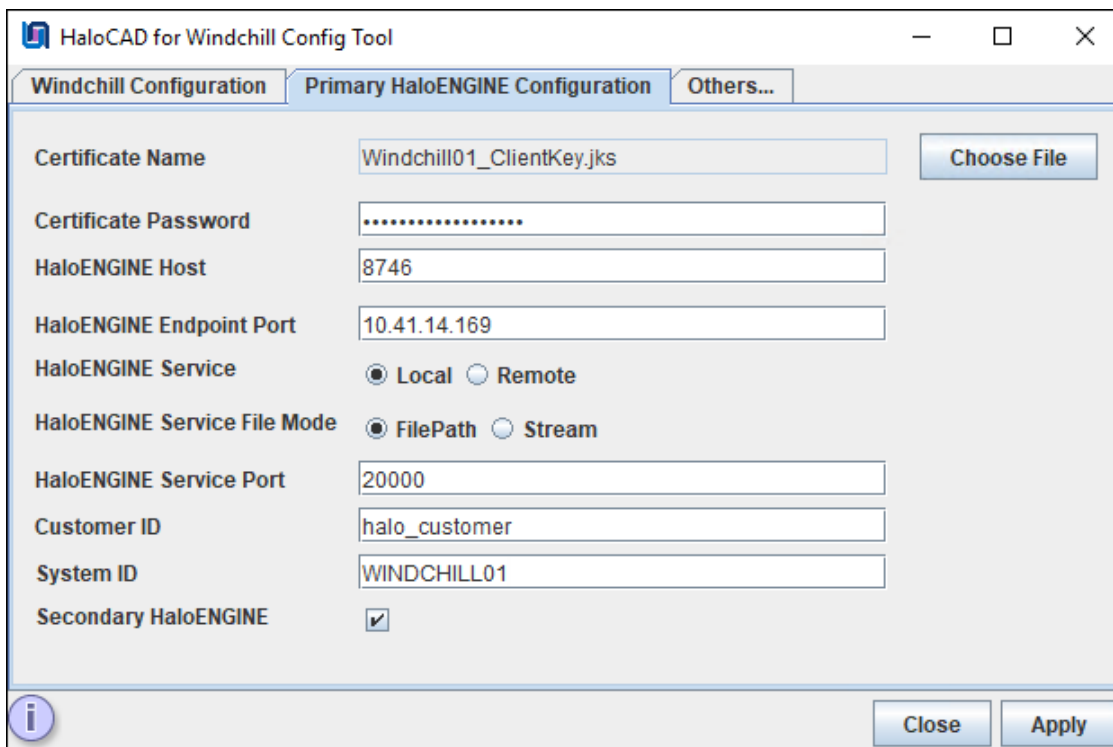 HaloCAD for Windchill Config Tool
Windchill Configuration Primary HaloENGINE Configuration Others...
Certificate Name Windchill01_ClientKey.jks Choose File
Certificate Password ••••••••••••••••••
HaloENGINE Host 8746
HaloENGINE Endpoint Port 10.41.14.169
HaloENGINE Service Local Remote
HaloENGINE Service File Mode FilePath Stream
HaloENGINE Service Port 20000
Customer ID halo_customer
System ID WINDCHILL01
Secondary HaloENGINE
i Close Apply